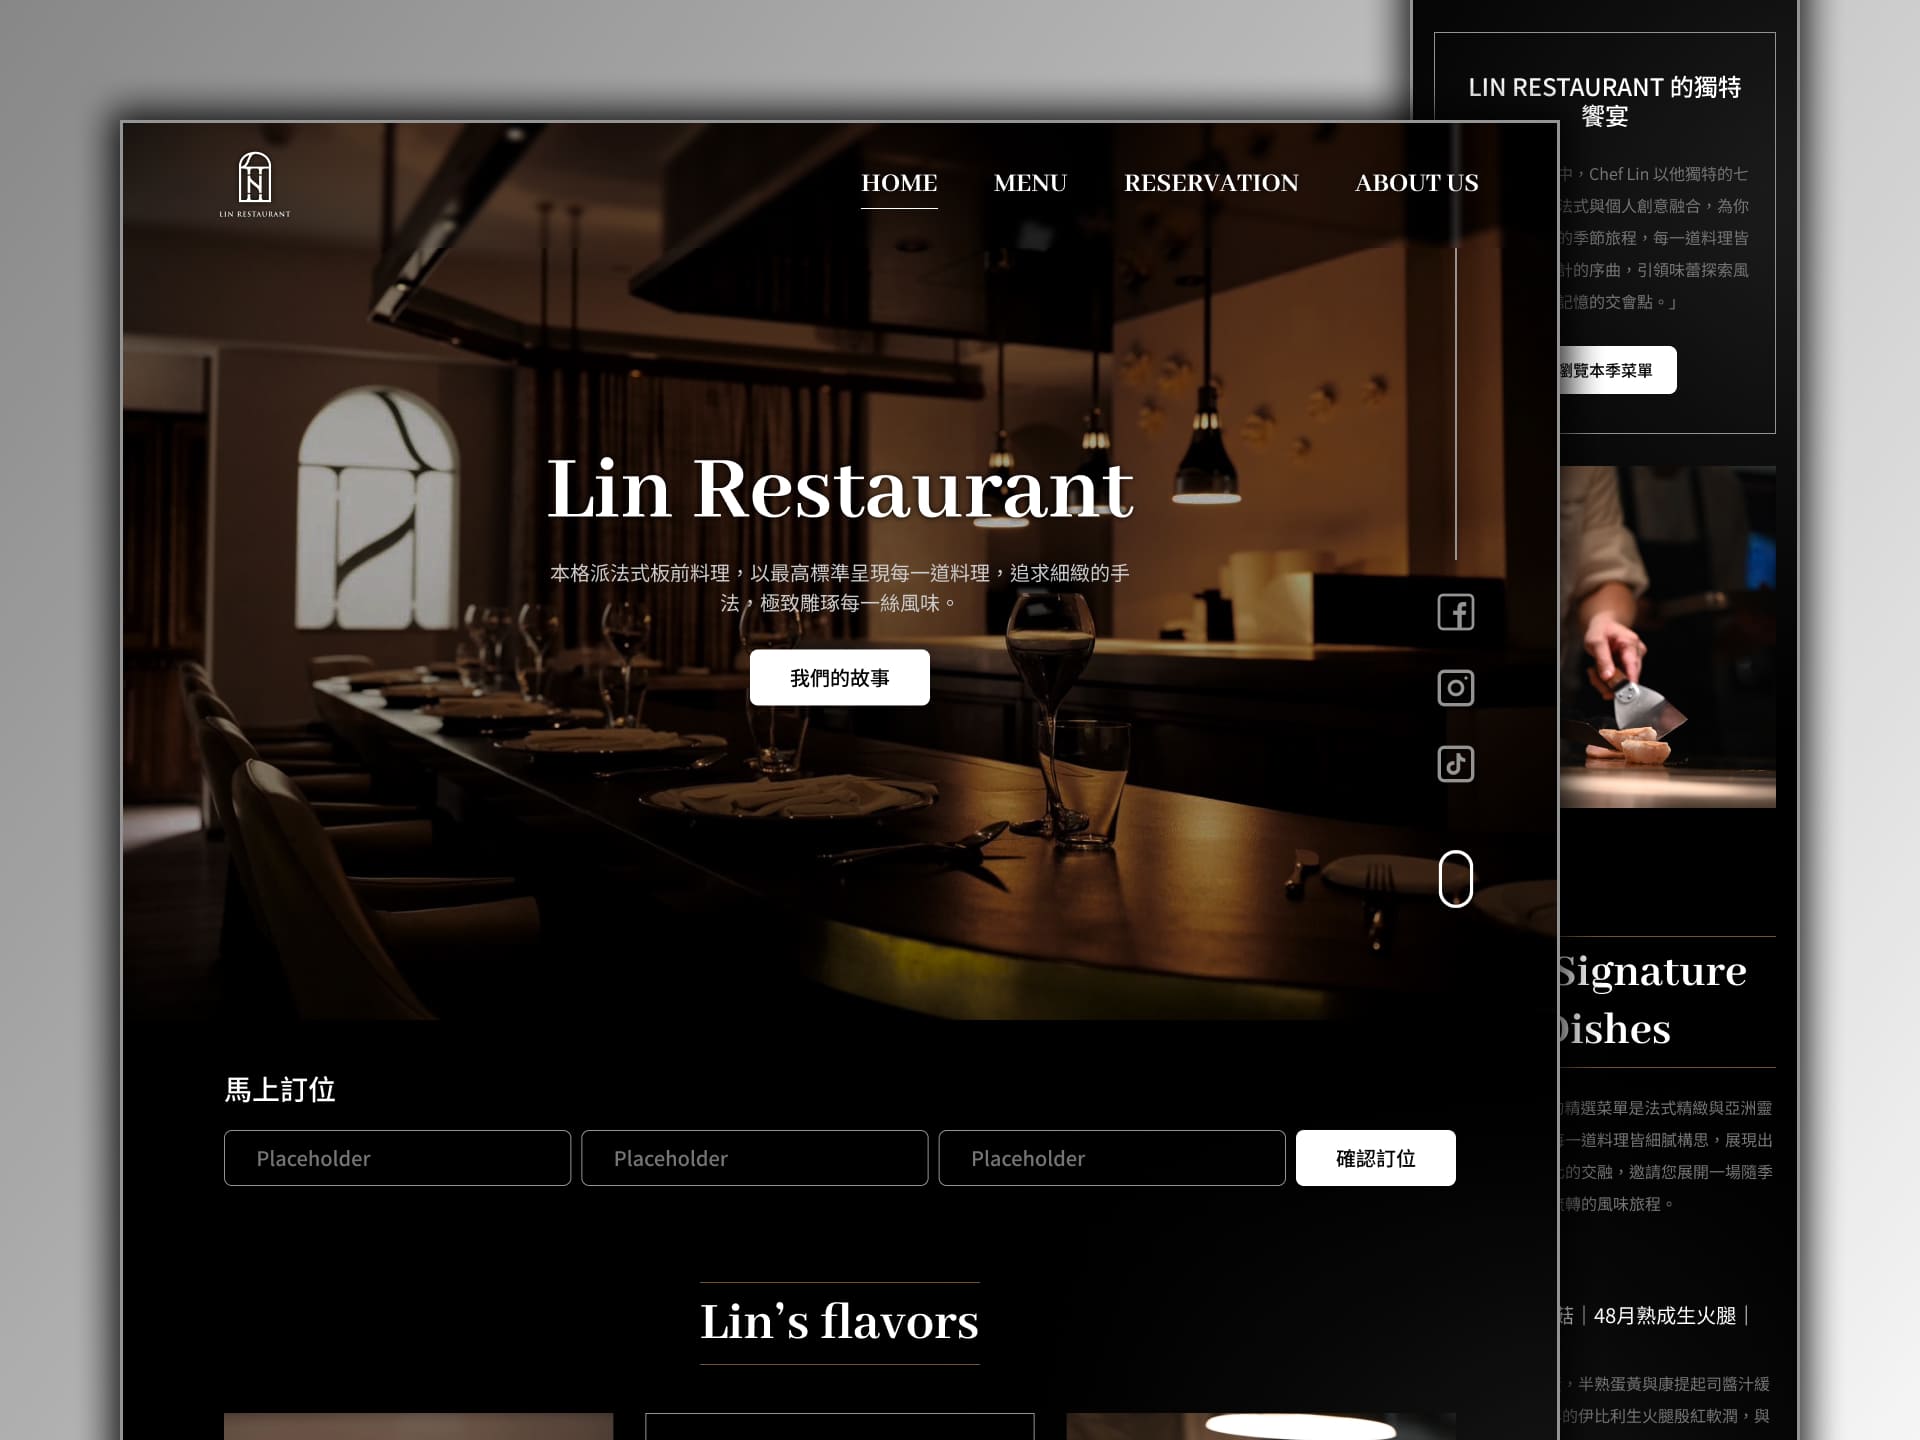 LIN RESTAURANT
HOME
MENU
RESERVATION
ABOUT US
Lin Restaurant
本格派法式板前料理，以最高標準呈現每一道料理，追求細緻的手
法，極致雕琢每一絲風味。
我們的故事
馬上訂位
Placeholder
Placeholder
Placeholder
確認訂位
Lin’s flavors
LIN RESTAURANT 的獨特
饗宴
中，Chef Lin 以他獨特的七
法式與個人創意融合，為你
的季節旅程，每一道料理皆
計的序曲，引領味蕾探索風
記憶的交會點。」
瀏覽本季菜單
Signature
Dishes
精選菜單是法式精緻與亞洲靈
一道料理皆細膩構思，展現出
的交融，邀請您展開一場隨季
轉的風味旅程。
菇｜48月熟成生火腿｜
，半熟蛋黃與康提起司醬汁緩
的伊比利生火腿殷紅軟潤，與